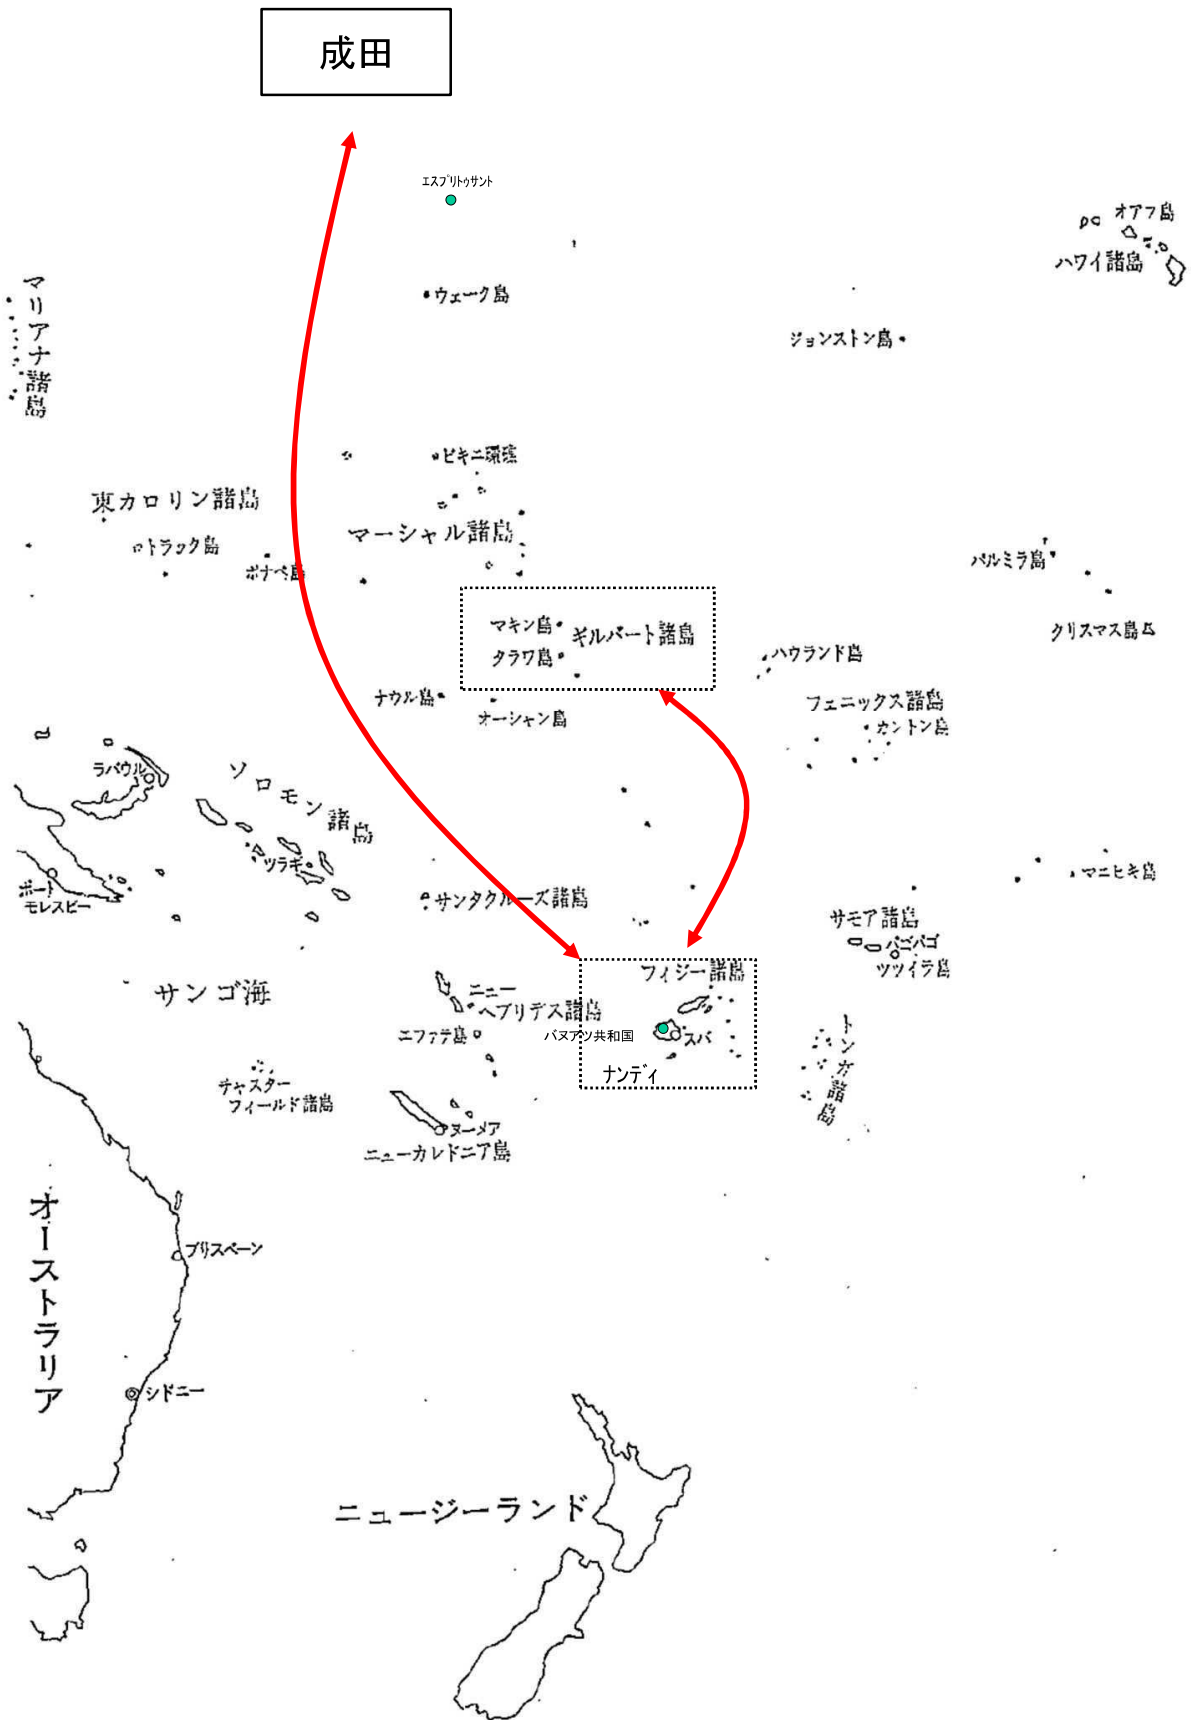 成田
エスプリトゥサント
オアフ島
ハワイ諸島
マリアナ諸島
ウェーク島
ジョンストン島
ビキニ環礁
東カロリン諸島
マーシャル諸島
トラック島
ポナペ島
パルミラ島
マキン島
ギルバート諸島
タラワ島
クリスマス島
ハウランド島
ナウル島
オーシャン島
フェニックス諸島
カントン島
ラバウル
ソロモン諸島
ツラギ
ポート
モレスビー
サンタクルーズ諸島
マニヒキ島
サモア諸島
パゴパゴ
ツツイラ島
フィジー諸島
サンゴ海
ニュー
ヘブリデス諸島
エファテ島
バヌアツ共和国
スバ
ナンディ
トンガ諸島
チャスター
フィールド諸島
ヌーメア
ニューカレドニア島
オーストラリア
ブリスベーン
シドニー
ニュージーランド